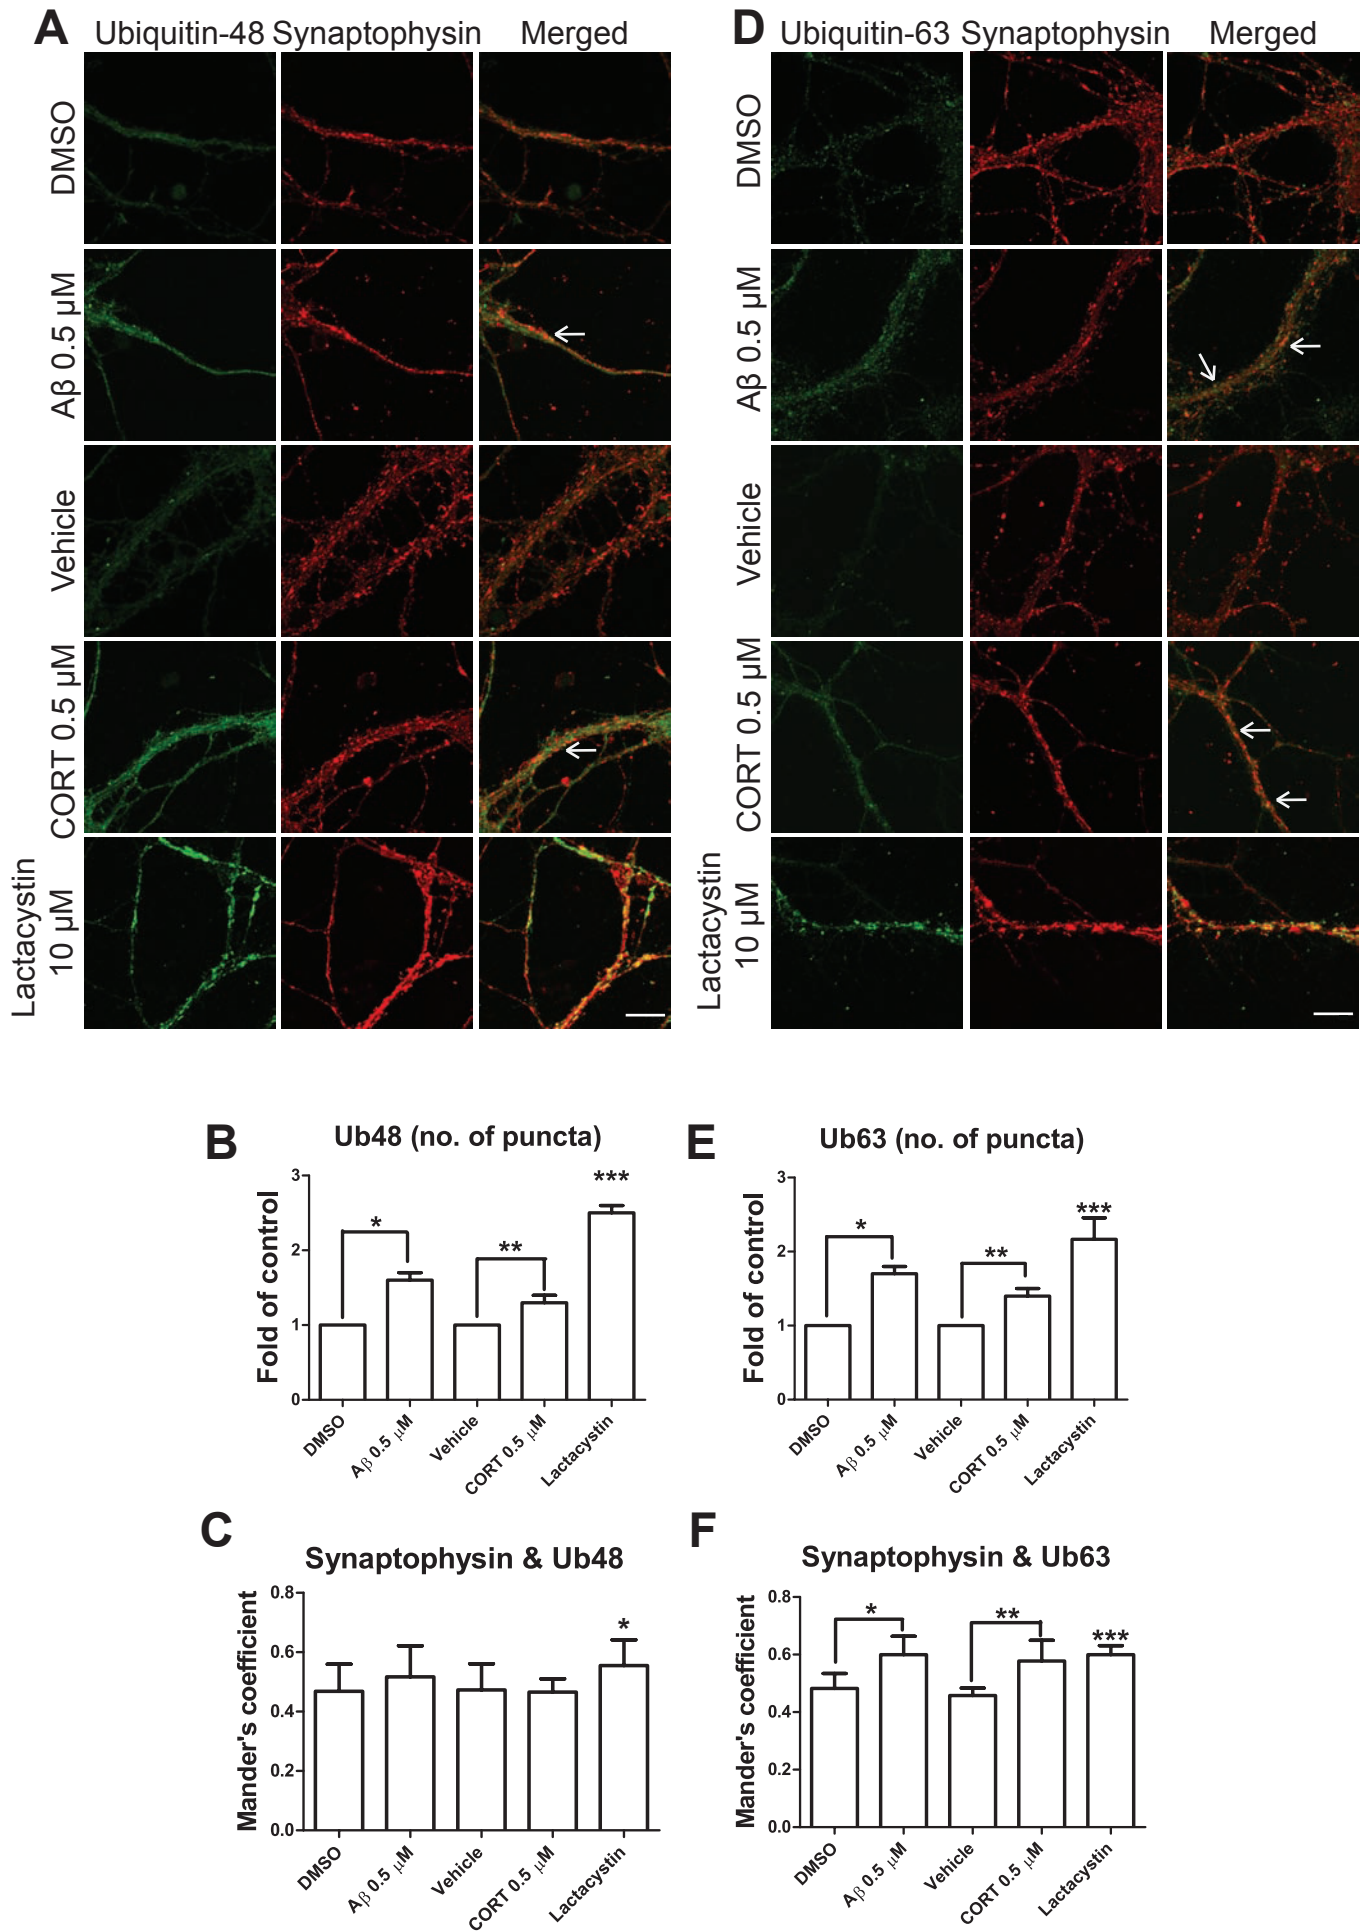 A
Ubiquitin-48 Synaptophysin Merged
DMSO
Aβ 0.5 µM
Vehicle
CORT 0.5 µM
Lactacystin
10 µM
D
Ubiquitin-63 Synaptophysin Merged
DMSO
Aβ 0.5 µM
Vehicle
CORT 0.5 µM
Lactacystin
10 µM
B
Ub48 (no. of puncta)
Fold of control
3
2
1
0
*
**
***
DMSO
Aβ 0.5 µM
Vehicle
CORT 0.5 µM
Lactacystin
E
Ub63 (no. of puncta)
Fold of control
3
2
1
0
*
**
***
DMSO
Aβ 0.5 µM
Vehicle
CORT 0.5 µM
Lactacystin
C
Synaptophysin & Ub48
Mander's coefficient
0.8
0.6
0.4
0.2
0.0
*
DMSO
Aβ 0.5 µM
Vehicle
CORT 0.5 µM
Lactacystin
F
Synaptophysin & Ub63
Mander's coefficient
0.8
0.6
0.4
0.2
0.0
*
**
***
DMSO
Aβ 0.5 µM
Vehicle
CORT 0.5 µM
Lactacystin